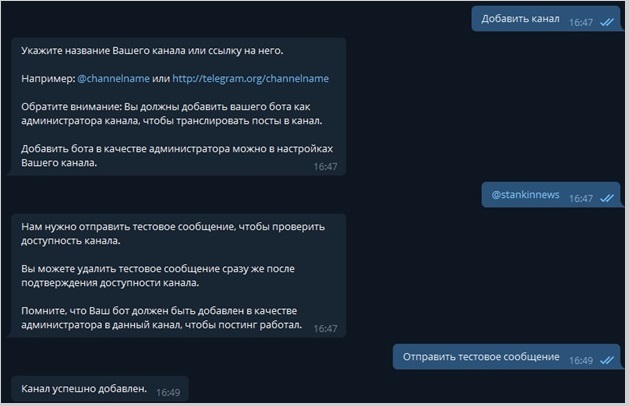 Добавить канал 16:47
Укажите название Вашего канала или ссылку на него.
Например: @channelname или http://telegram.org/channelname
Обратите внимание: Вы должны добавить вашего бота как
администратора канала, чтобы транслировать посты в канал.
Добавить бота в качестве администратора можно в настройках
Вашего канала. 16:47
@stankinnews 16:47
Нам нужно отправить тестовое сообщение, чтобы проверить
доступность канала.
Вы можете удалить тестовое сообщение сразу же после
подтверждения доступности канала.
Помните, что Ваш бот должен быть добавлен в качестве
администратора в данный канал, чтобы постинг работал. 16:47
Отправить тестовое сообщение 16:49
Канал успешно добавлен. 16:49